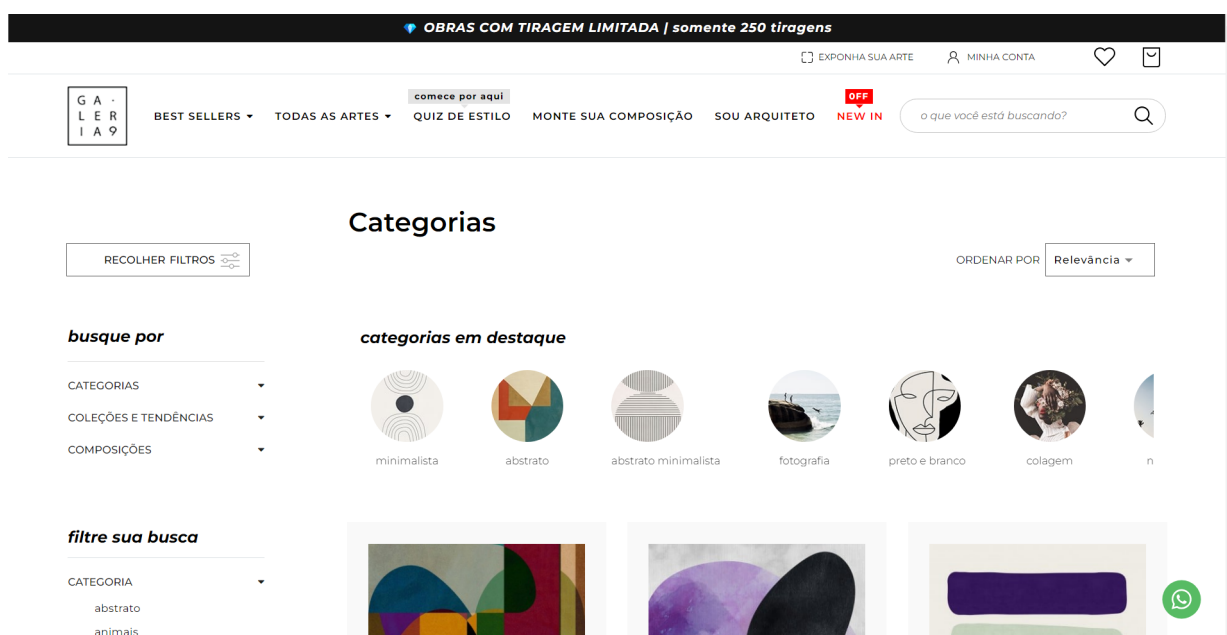 OBRAS COM TIRAGEM LIMITADA | somente 250 tiragens
EXPONHA SUA ARTE
MINHA CONTA
GA·
LER
IA9
BEST SELLERS
TODAS AS ARTES
comece por aqui
QUIZ DE ESTILO
MONTE SUA COMPOSIÇÃO
SOU ARQUITETO
OFF
NEW IN
o que você está buscando?
Categorias
RECOLHER FILTROS
ORDENAR POR
Relevância
busque por
CATEGORIAS
COLEÇÕES E TENDÊNCIAS
COMPOSIÇÕES
categorias em destaque
minimalista
abstrato
abstrato minimalista
fotografia
preto e branco
colagem
n
filtre sua busca
CATEGORIA
abstrato
animais